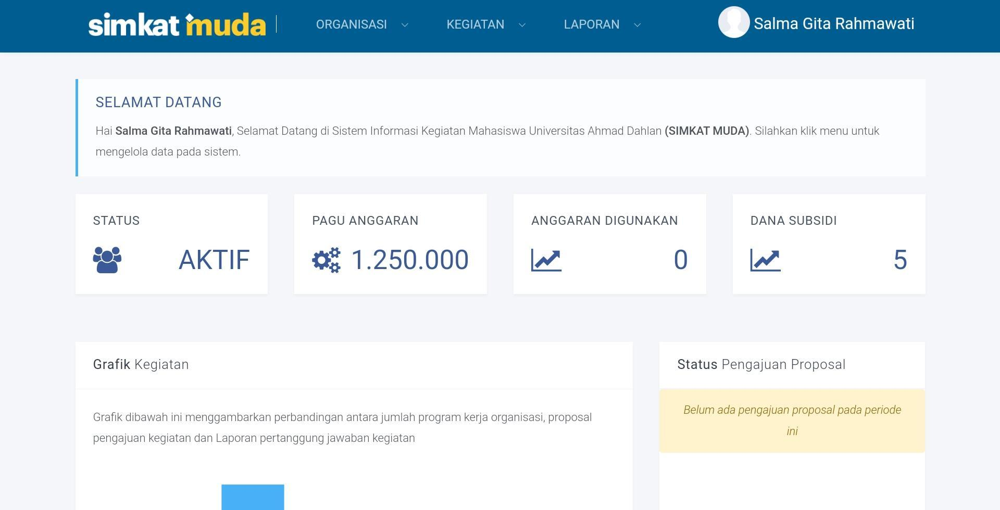 simkat muda
ORGANISASI
KEGIATAN
LAPORAN
Salma Gita Rahmawati
SELAMAT DATANG
Hai Salma Gita Rahmawati, Selamat Datang di Sistem Informasi Kegiatan Mahasiswa Universitas Ahmad Dahlan (SIMKAT MUDA). Silahkan klik menu untuk
mengelola data pada sistem.
STATUS
AKTIF
PAGU ANGGARAN
1.250.000
ANGGARAN DIGUNAKAN
0
DANA SUBSIDI
5
Grafik Kegiatan
Grafik dibawah ini menggambarkan perbandingan antara jumlah program kerja organisasi, proposal
pengajuan kegiatan dan Laporan pertanggung jawaban kegiatan
Status Pengajuan Proposal
Belum ada pengajuan proposal pada periode
ini